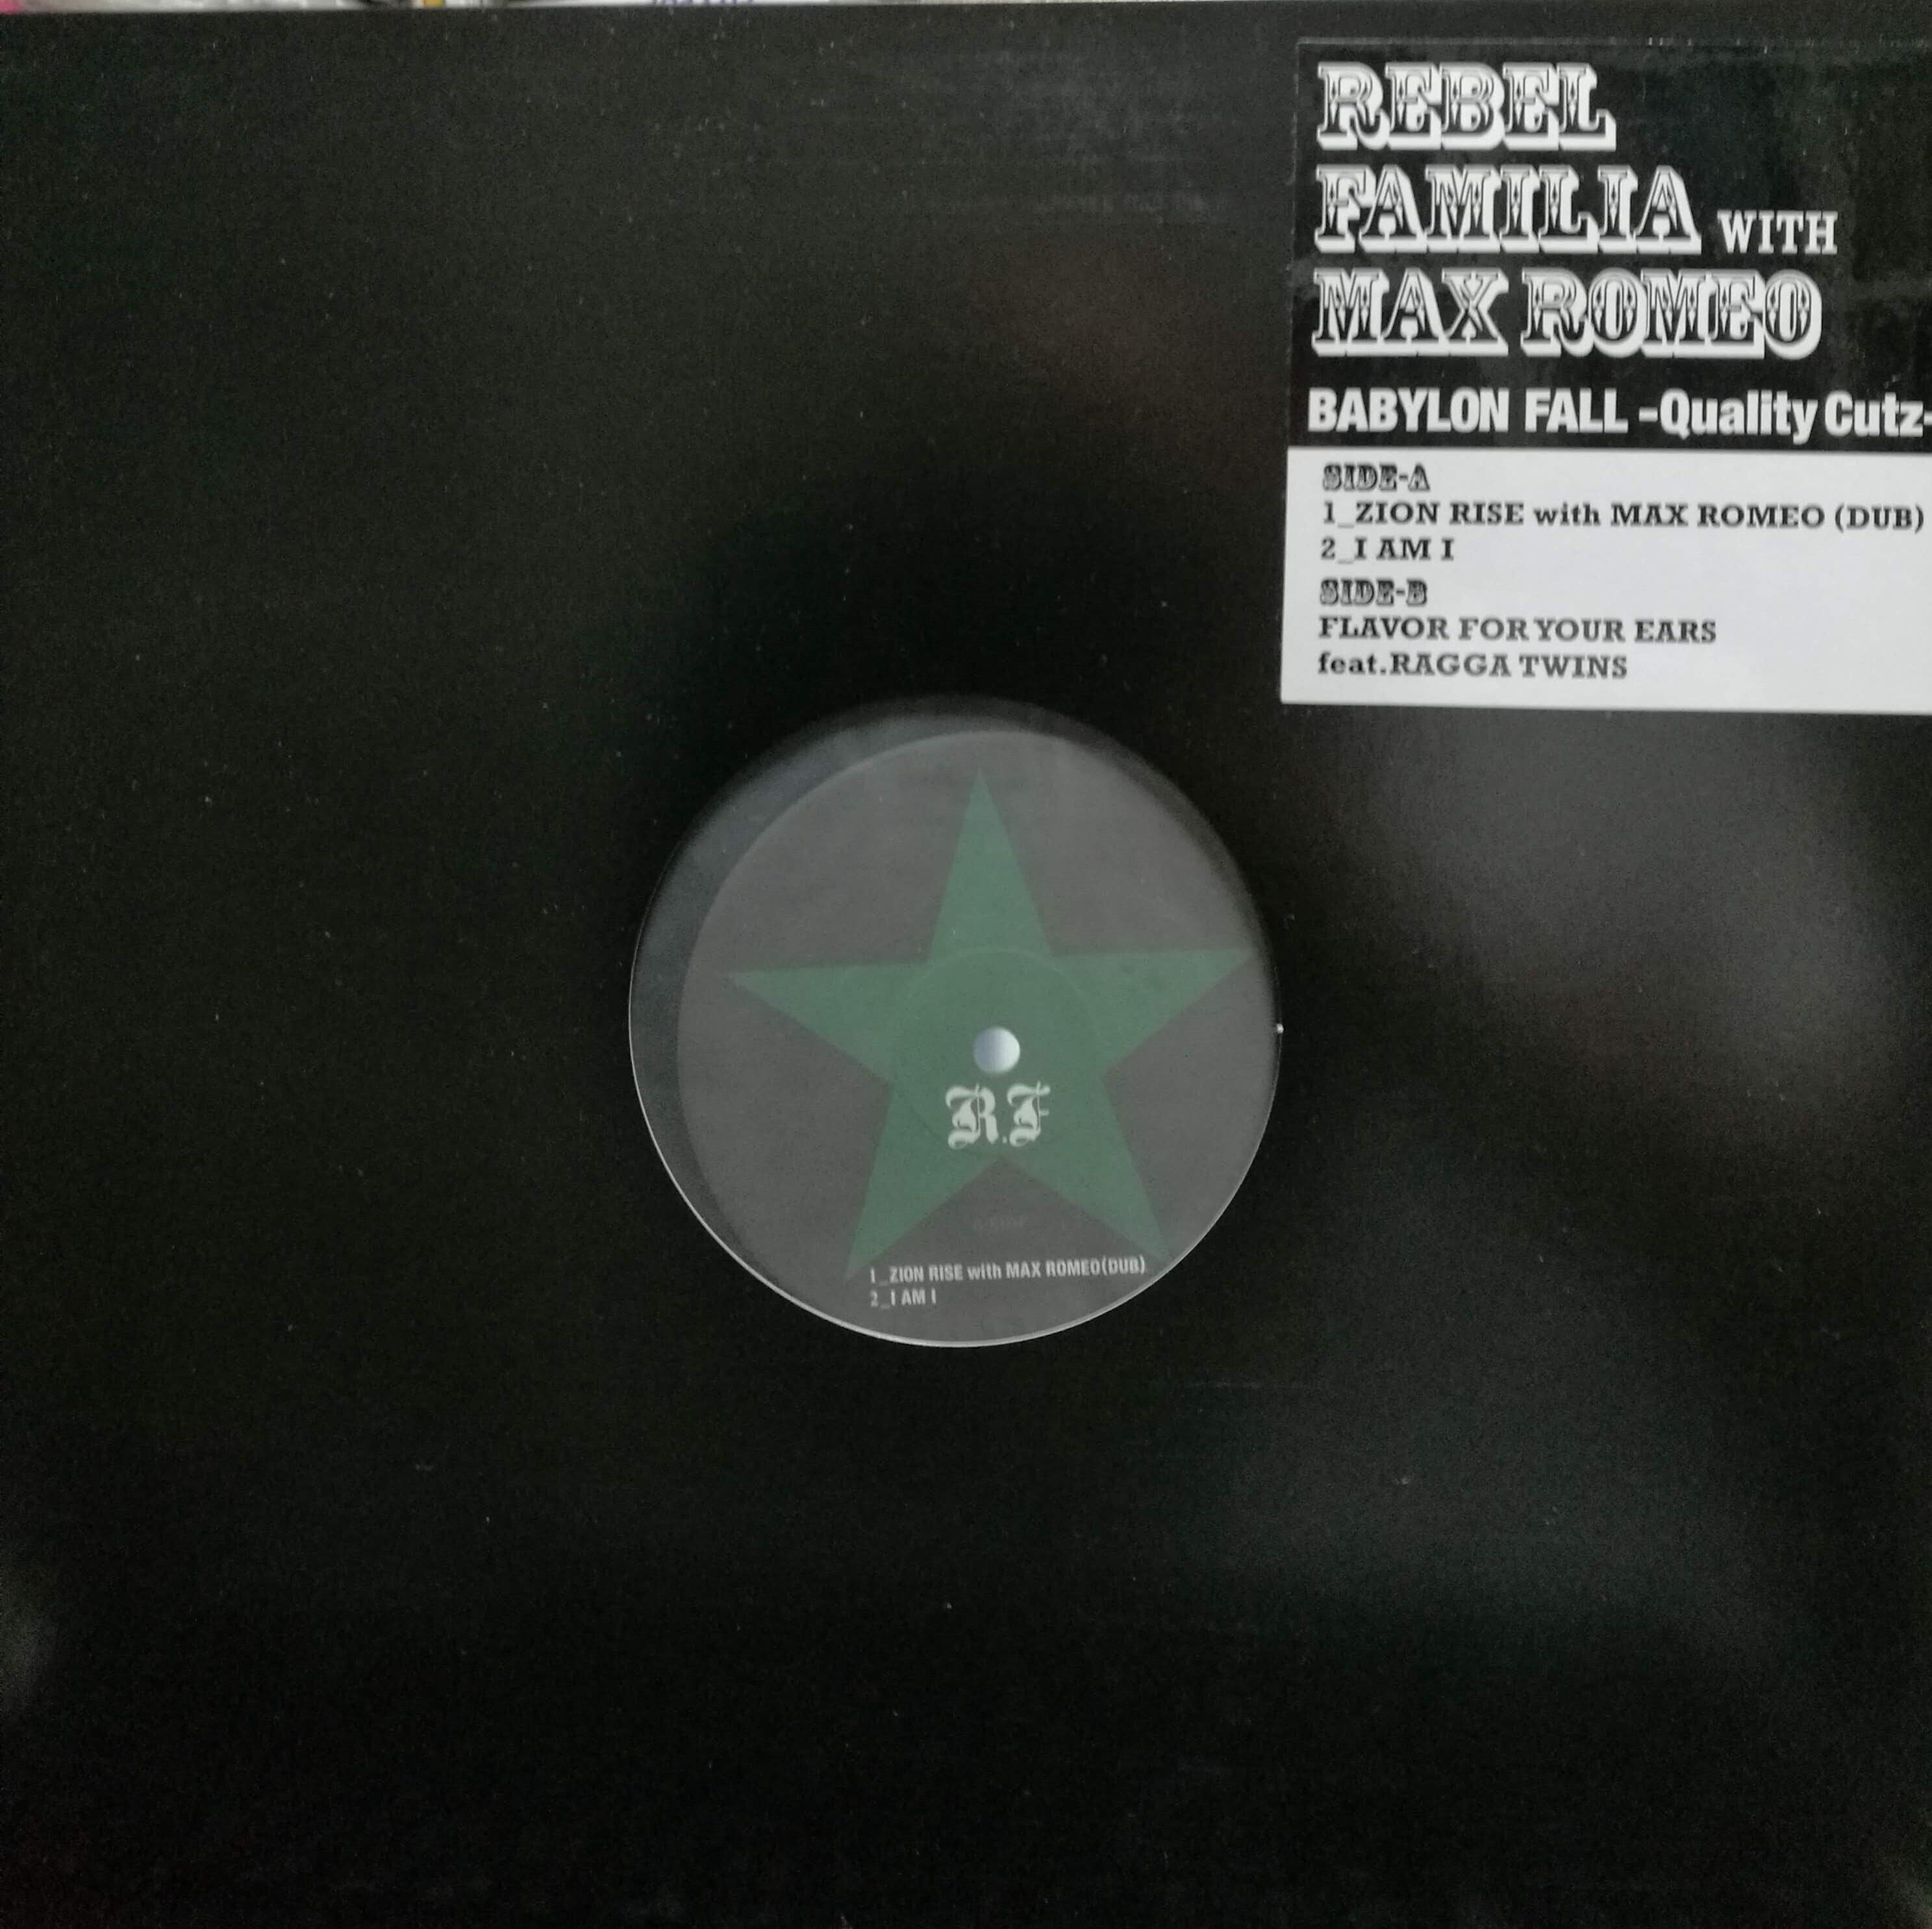 REBEL
FAMILIA WITH
MAX ROMEO
BABYLON FALL -Quality Cutz-
SIDE-A
1_ZION RISE with MAX ROMEO (DUB)
2_I AM I
SIDE-B
FLAVOR FOR YOUR EARS
feat.RAGGA TWINS
R.F
1_ZION RISE with MAX ROMEO(DUB)
2_I AM I